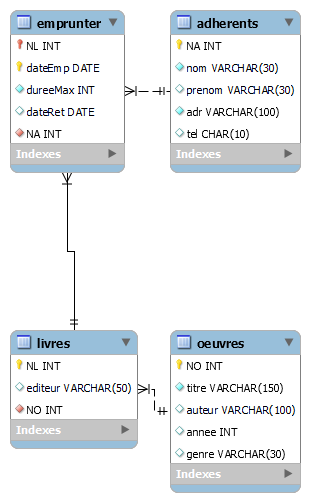 emprunter
NL INT
dateEmp DATE
dureeMax INT
dateRet DATE
NA INT
Indexes
adherents
NA INT
nom VARCHAR(30)
prenom VARCHAR(30)
adr VARCHAR(100)
tel CHAR(10)
Indexes
livres
NL INT
editeur VARCHAR(50)
NO INT
Indexes
oeuvres
NO INT
titre VARCHAR(150)
auteur VARCHAR(100)
annee INT
genre VARCHAR(30)
Indexes